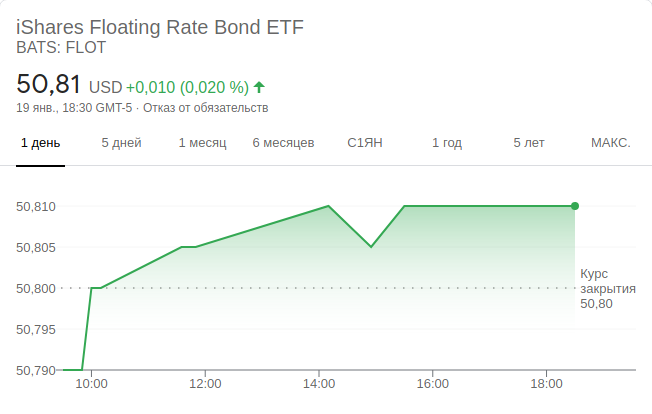 iShares Floating Rate Bond ETF
BATS: FLOT
50,81 USD +0,010 (0,020 %)
19 янв., 18:30 GMT-5 · Отказ от обязательств
1 день 5 дней 1 месяц 6 месяцев С1ЯН 1 год 5 лет МАКС.
50,810
50,805
50,800
50,795
50,790
Курс
закрытия
50,80
10:00 12:00 14:00 16:00 18:00